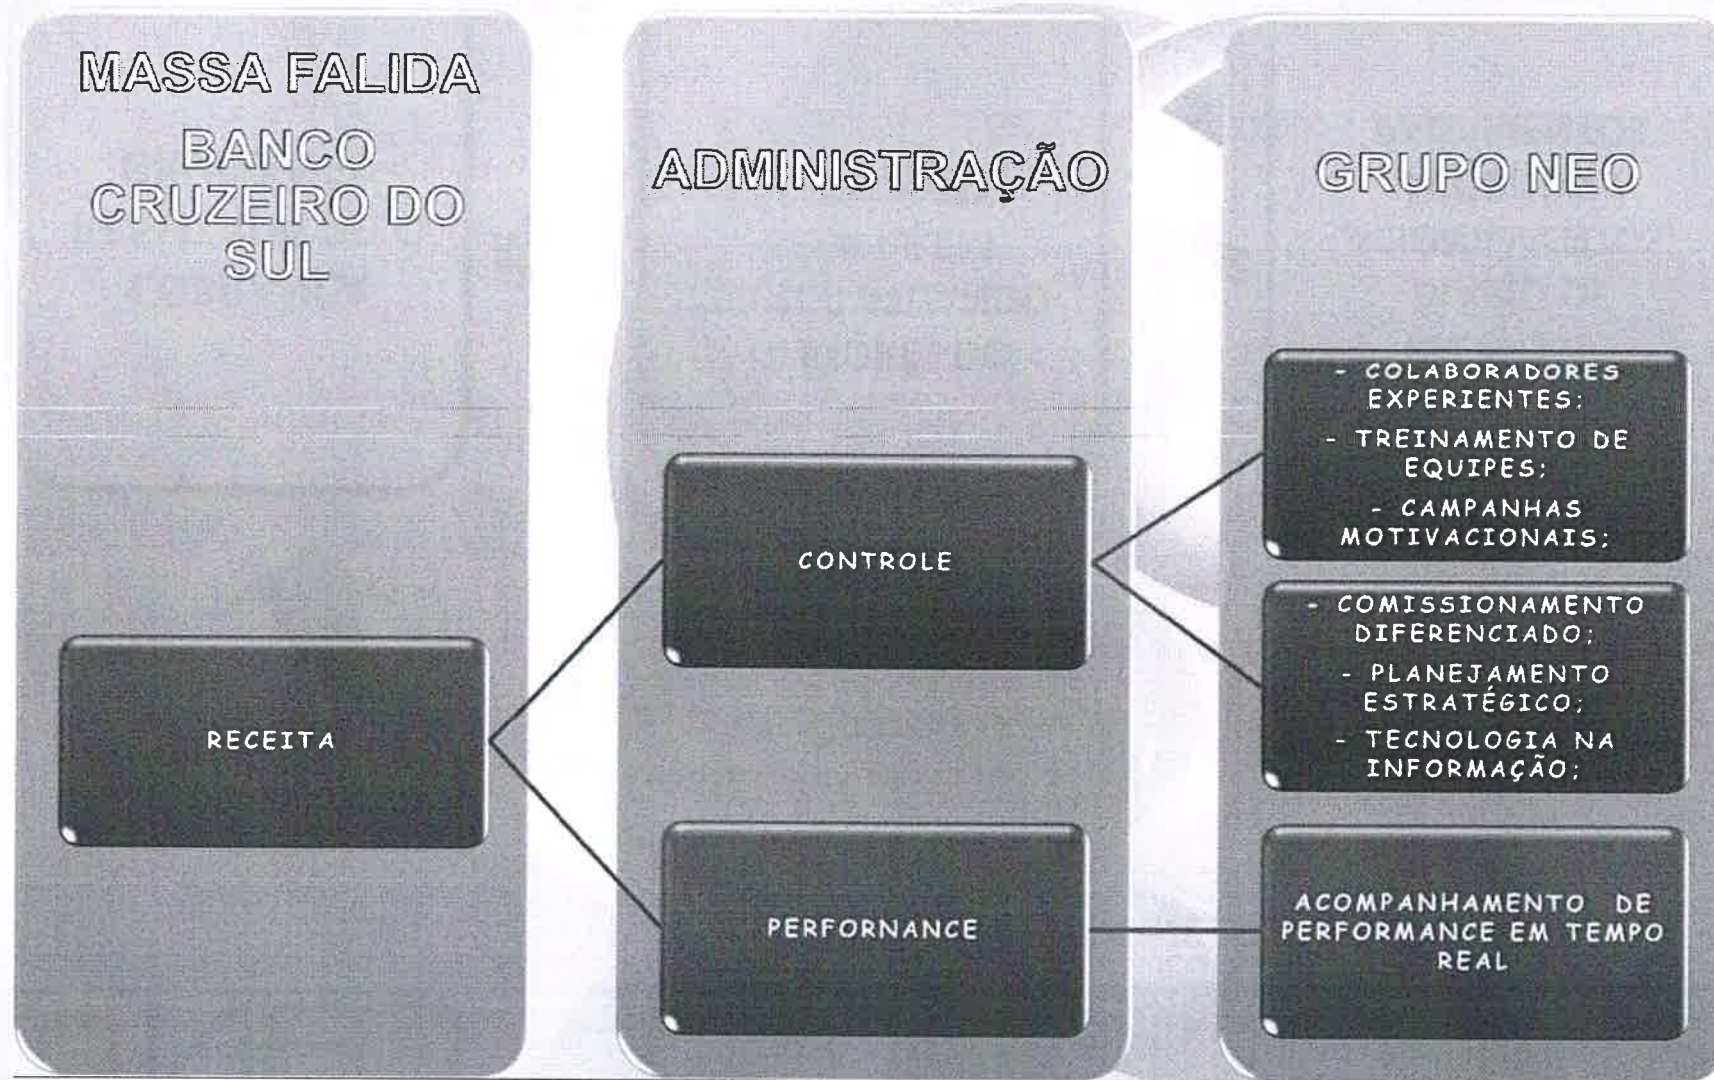 MASSA FALIDA
BANCO
CRUZEIRO DO
SUL
RECEITA
ADMINISTRAÇÃO
CONTROLE
PERFORNANCE
GRUPO NEO
- COLABORADORES
EXPERIENTES;
- TREINAMENTO DE
EQUIPES;
- CAMPANHAS
MOTIVACIONAIS;
- COMISSIONAMENTO
DIFERENCIADO;
- PLANEJAMENTO
ESTRATÉGICO;
- TECNOLOGIA NA
INFORMAÇÃO;
ACOMPANHAMENTO DE
PERFORMANCE EM TEMPO
REAL